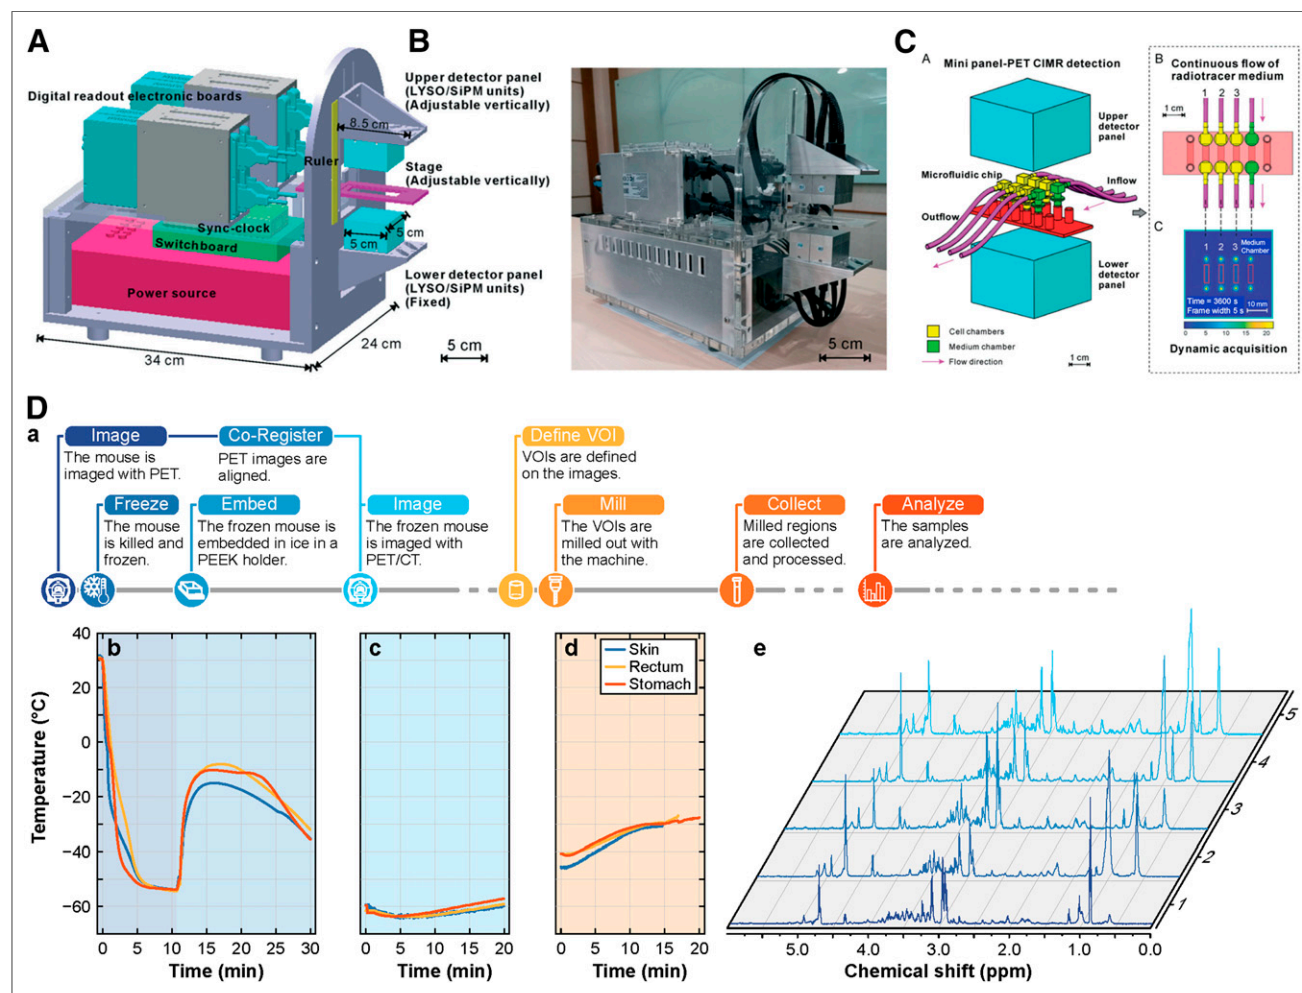 A
Digital readout electronic boards
Upper detector panel
(LYSO/SiPM units)
(Adjustable vertically)
8.5 cm
Ruler
Stage
(Adjustable vertically)
Sync-clock
Switchboard
5 cm
5 cm
Power source
Lower detector panel
(LYSO/SiPM units)
(Fixed)
34 cm
24 cm
5 cm
B
5 cm
C
A
Mini panel-PET CIMR detection
Upper
detector
panel
Microfluidic chip
Inflow
Outflow
Lower
detector
panel
Cell chambers
Medium chamber
Flow direction
1 cm
B
Continuous flow of
radiotracer medium
1 2 3
1 cm
C
1 2 3 Medium
Chamber
Time = 3600 s
Frame width 5 s
10 mm
0 5 10 15 20
Dynamic acquisition
D
a
Image
The mouse is
imaged with PET.
Co-Register
PET images are
aligned.
Define VOI
VOIs are defined
on the images.
Freeze
The mouse
is killed and
frozen.
Embed
The frozen mouse is
embedded in ice in a
PEEK holder.
Image
The frozen mouse
is imaged with
PET/CT.
Mill
The VOIs are
milled out with
the machine.
Collect
Milled regions
are collected
and processed.
Analyze
The samples
are analyzed.
b
Temperature (°C)
40
20
0
−20
−40
−60
0 5 10 15 20 25 30
Time (min)
c
0 5 10 15 20
Time (min)
d
Skin
Rectum
Stomach
0 5 10 15 20
Time (min)
e
5
4
3
2
1
5.0 4.0 3.0 2.0 1.0 0.0
Chemical shift (ppm)